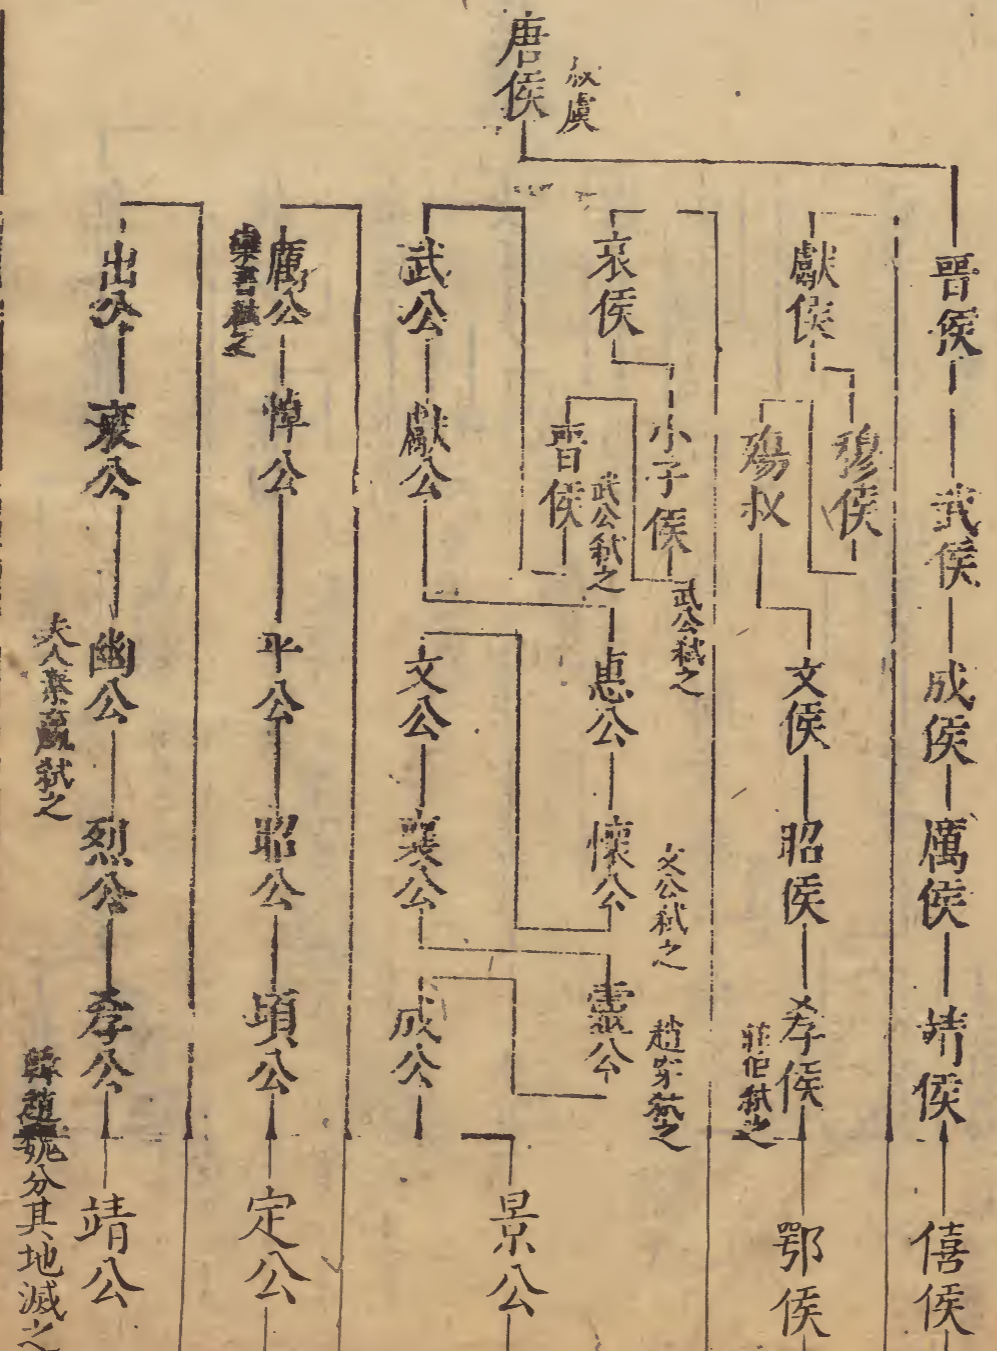 唐侯
叔虞
晉侯
武侯
成侯
厲侯
靖侯
僖侯
獻侯
穆侯
殤叔
文侯
昭侯
孝侯
莊伯弒之
鄂侯
哀侯
小子侯
武公弒之
晉侯
武公弒之
武公
獻公
惠公
懷公
文公弒之
文公
襄公
靈公
趙穿弒之
成公
景公
厲公
欒書弒之
悼公
平公
昭公
頃公
定公
出公
哀公
幽公
夫人秦嬴弒之
烈公
孝公
靖公
韓趙魏分其地滅之